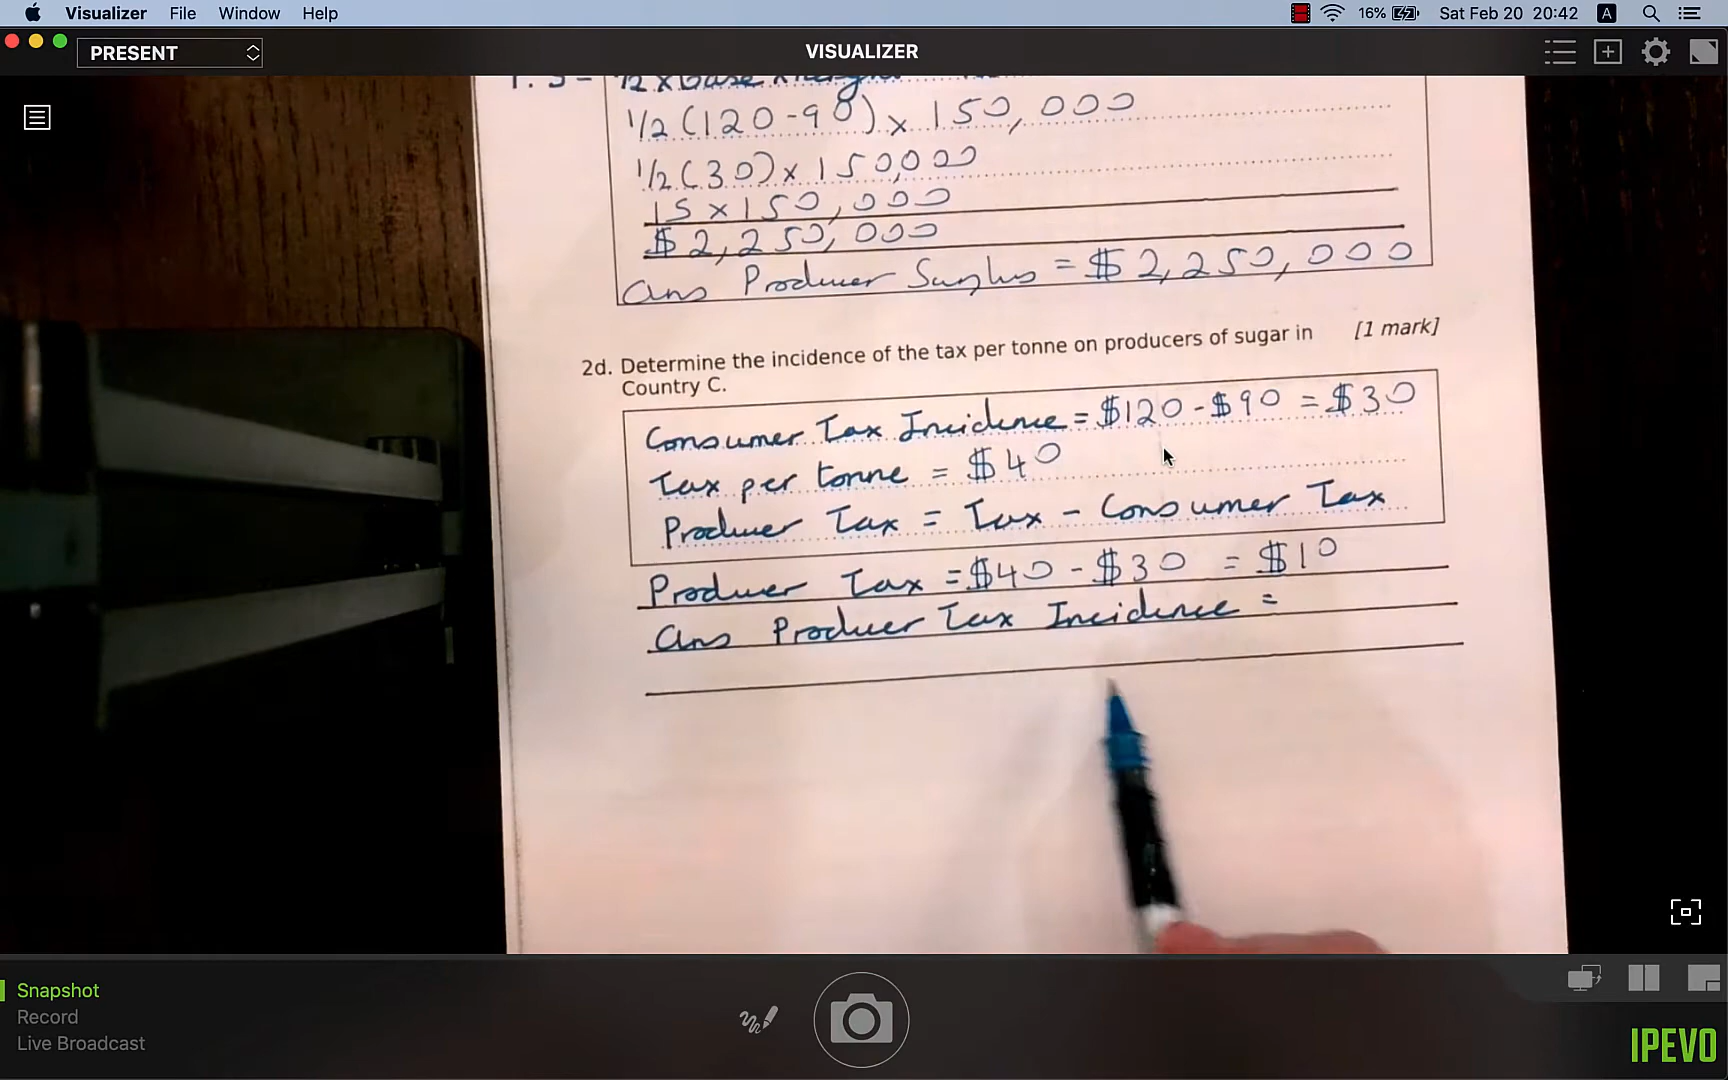 Visualizer File Window Help 16% Sat Feb 20 20:42 A
PRESENT
VISUALIZER
1/2 x base x height
1/2 (120-90) x 150,000
1/2 (30) x 150,000
15 x 150,000
$2,250,000
Ans Producer Surplus = $2,250,000
2d. Determine the incidence of the tax per tonne on producers of sugar in [1 mark]
Country C.
Consumer Tax Incidence = $120 - $90 = $30
Tax per tonne = $40
Producer Tax = Tax - Consumer Tax
Producer Tax = $40 - $30 = $10
Ans Producer Tax Incidence =
Snapshot
Record
Live Broadcast
IPEVO